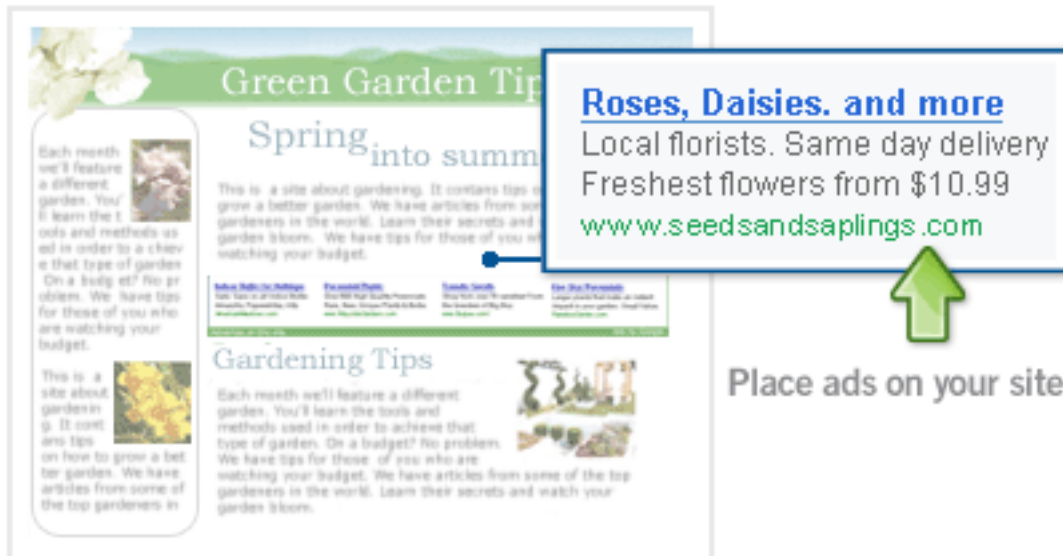 Green Garden Tip
Spring into summ
This is a site about gardening. It contans tips o
grow a better garden. We have articles from som
gardeners in the world. Learn their secrets and
garden bloom. We have tips for those of you wh
watching your budget.
Each month
we'll feature
a different
garden. You'
ll learn the t
ools and methods us
ed in order to a chiev
e that type of garden
On a budg et? No pr
oblem. We have tips
for those of you who
are watching your
budget.
This is a
site about
gardenin
g. It cont
ans tips
on how to grow a bet
ter garden. We have
articles from some of
the top gardeners in
Gardening Tips
Each month we'll feature a different
garden. You'll learn the tools and
methods used in order to achieve that
type of garden. On a budget? No problem.
We have tips for those of you who are
watching your budget. We have articles from some of the top
gardeners in the world. Learn their secrets and watch your
garden bloom.
Roses, Daisies. and more
Local florists. Same day delivery
Freshest flowers from $10.99
www.seedsandsaplings.com
Place ads on your site